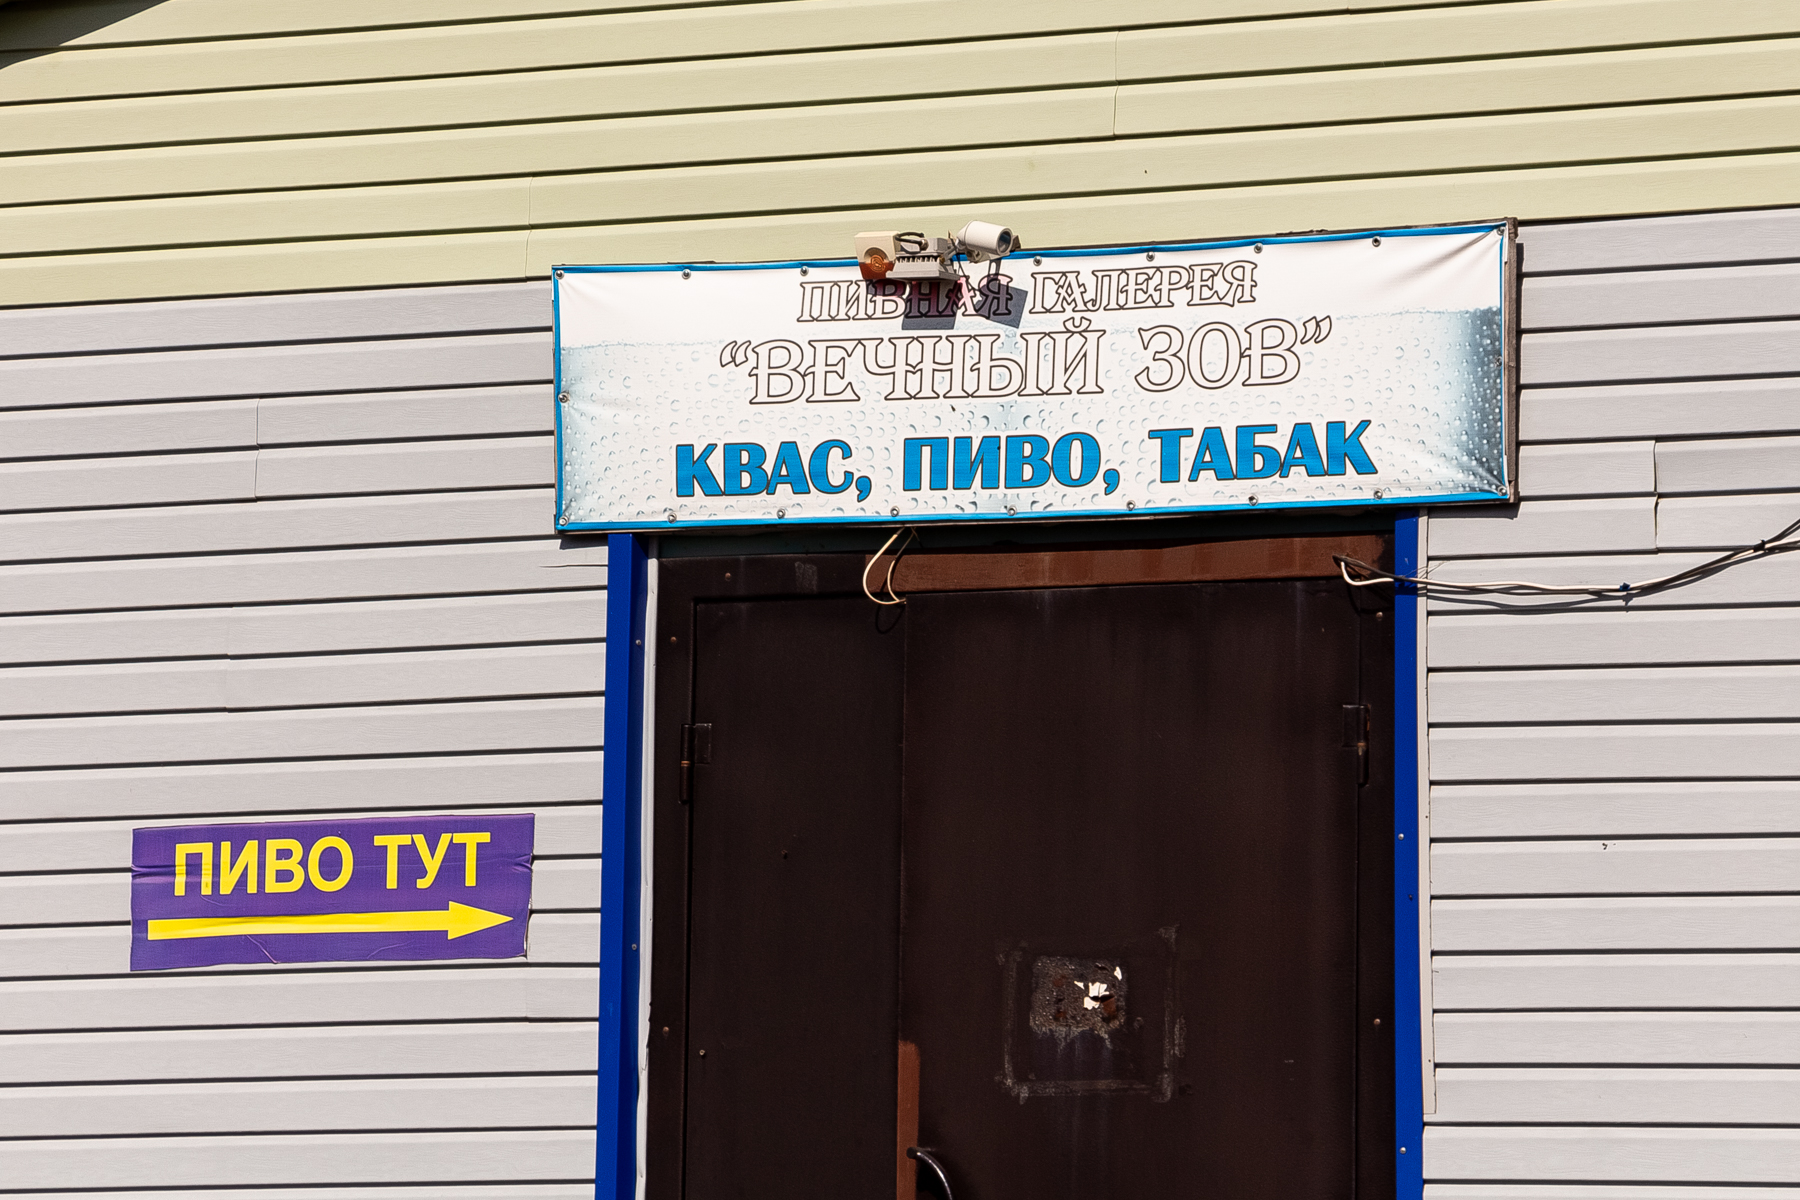 ПИВНАЯ ГАЛЕРЕЯ
“ВЕЧНЫЙ ЗОВ”
КВАС, ПИВО, ТАБАК
ПИВО ТУТ